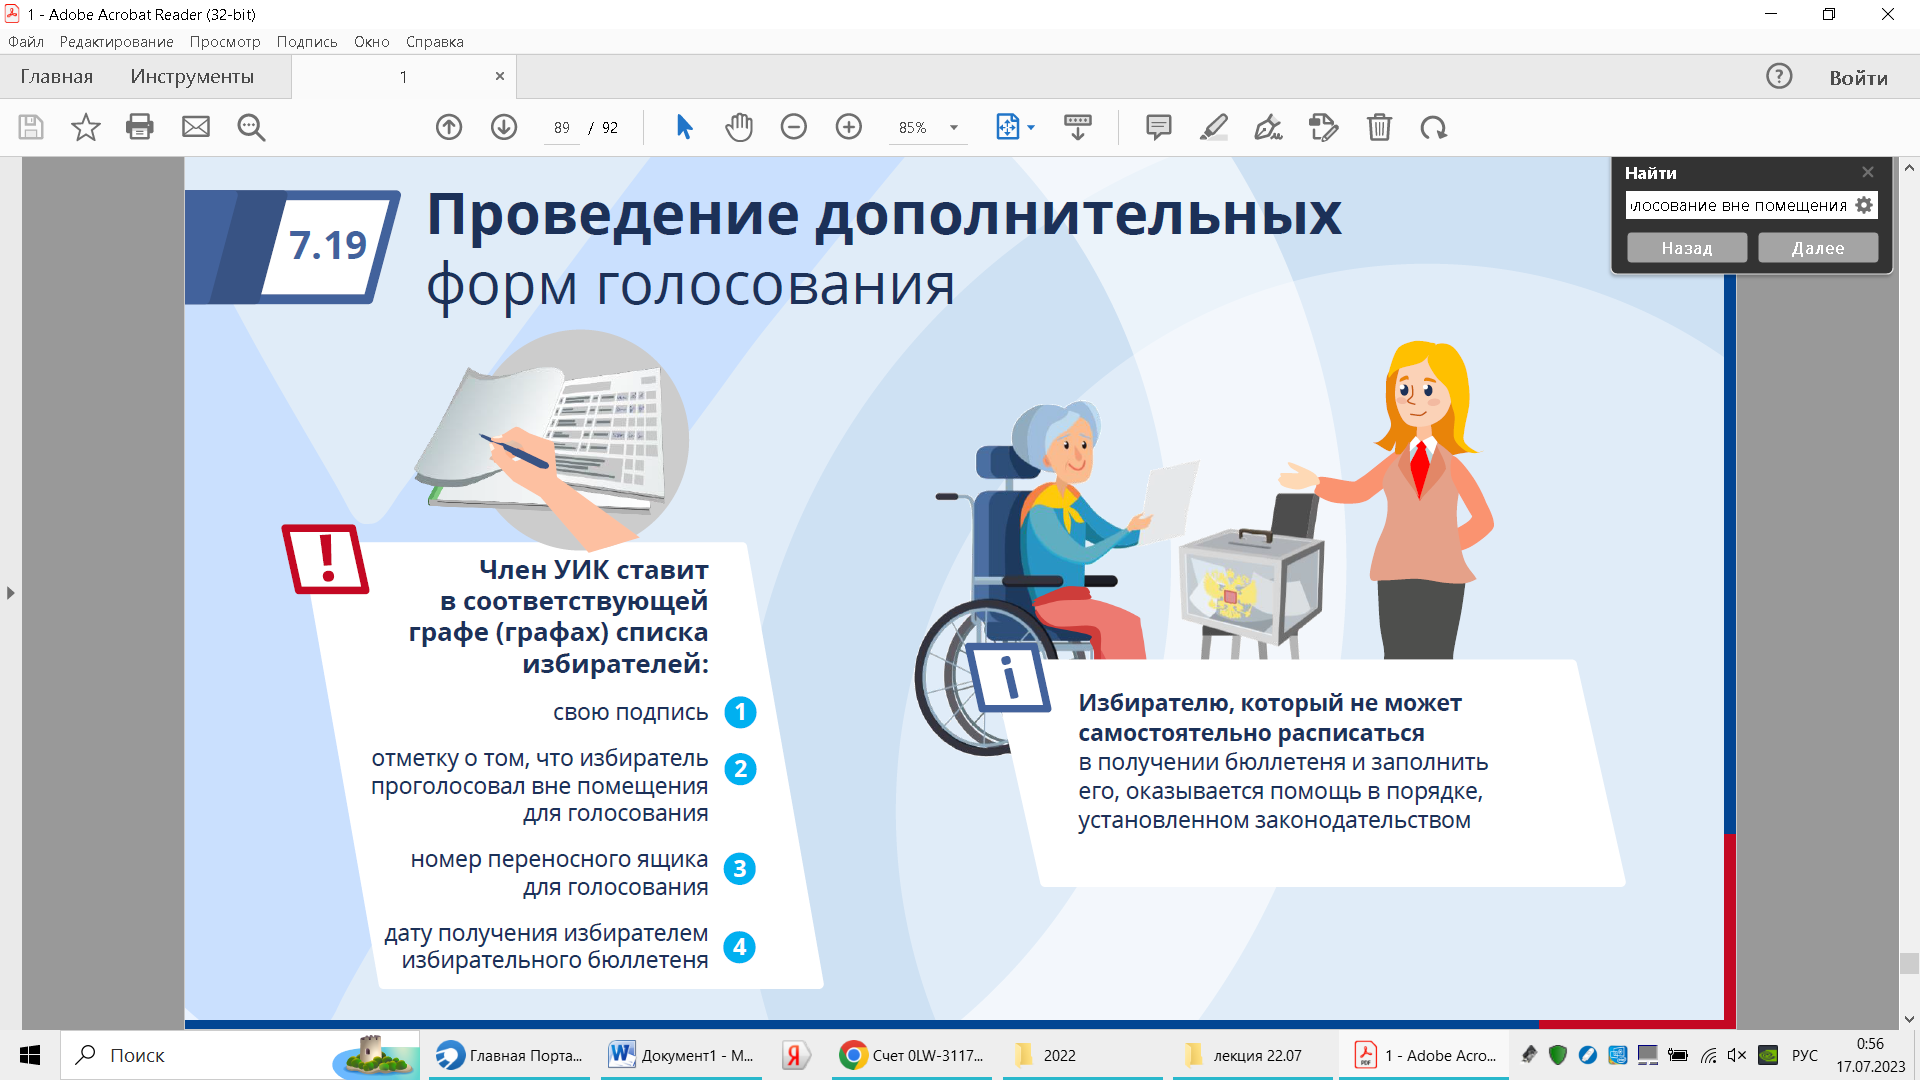 1 - Adobe Acrobat Reader (32-bit)
Файл Редактирование Просмотр Подпись Окно Справка
Главная Инструменты 1 Войти
89 / 92 85%
Найти
лосование вне помещения
Назад Далее
7.19
Проведение дополнительных
форм голосования
!
Член УИК ставит
в соответствующей
графе (графах) списка
избирателей:
свою подпись 1
отметку о том, что избиратель 2
проголосовал вне помещения
для голосования
номер переносного ящика 3
для голосования
дату получения избирателем 4
избирательного бюллетеня
i
Избирателю, который не может
самостоятельно расписаться
в получении бюллетеня и заполнить
его, оказывается помощь в порядке,
установленном законодательством
Поиск Главная Порта... Документ1 - M... Я Счет 0LW-3117... 2022 лекция 22.07 1 - Adobe Acro... РУС 0:56
17.07.2023